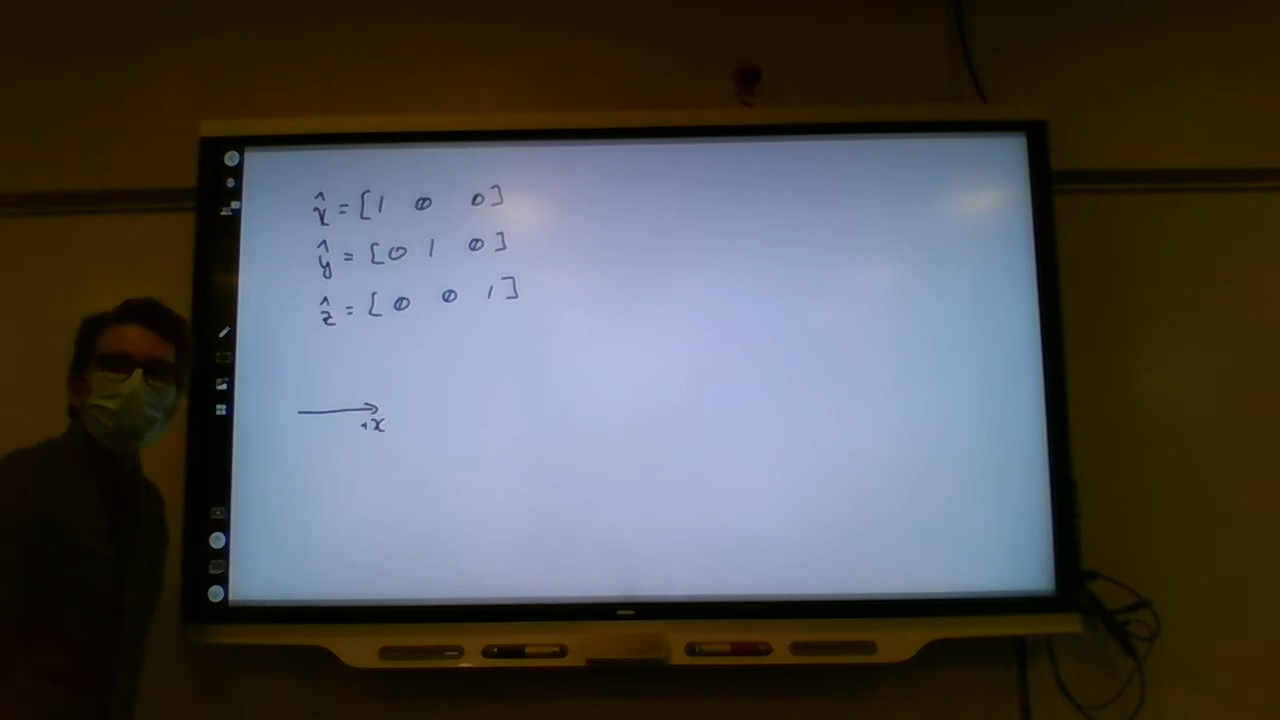 x̂ = [1 0 0]
ŷ = [0 1 0]
ẑ = [0 0 1]
+x